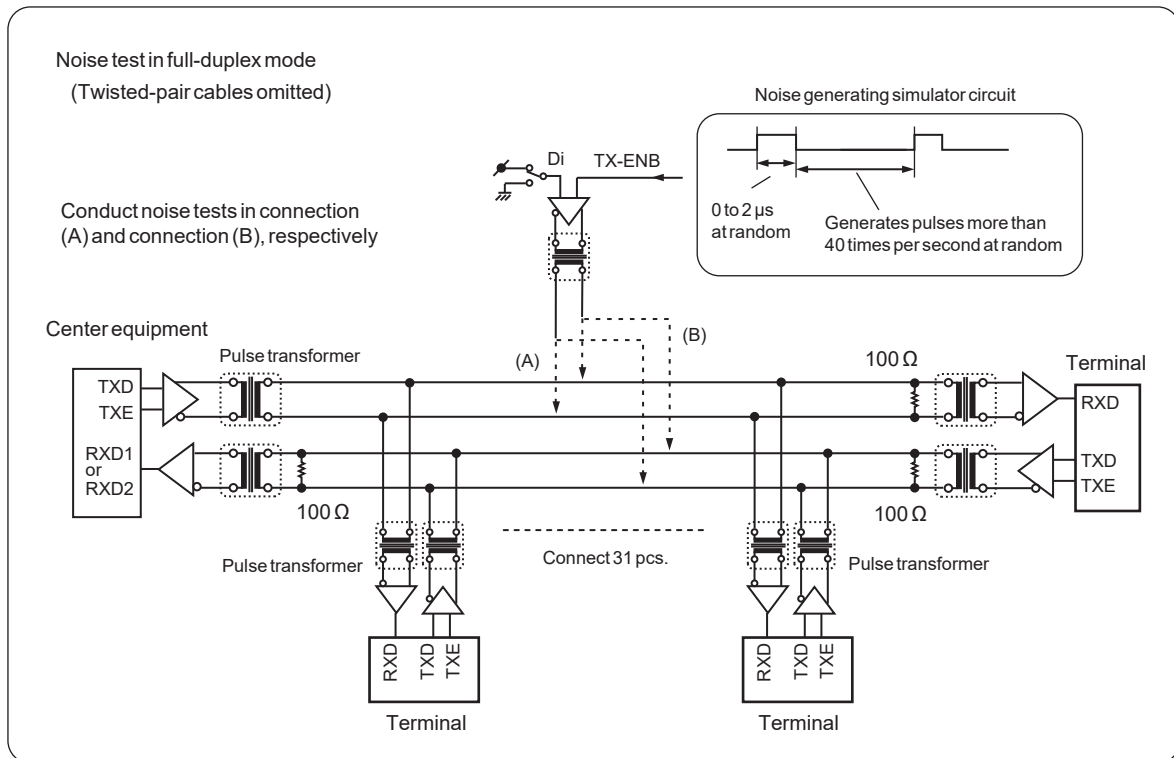 Noise test in full-duplex mode
(Twisted-pair cables omitted)
Noise generating simulator circuit
Di
TX-ENB
0 to 2 µs
at random
Generates pulses more than
40 times per second at random
Conduct noise tests in connection
(A) and connection (B), respectively
Center equipment
Pulse transformer
(A)
(B)
100 Ω
Terminal
TXD
TXE
RXD1
or
RXD2
RXD
TXD
TXE
100 Ω
100 Ω
Pulse transformer
Connect 31 pcs.
Pulse transformer
RXD
TXD
TXE
RXD
TXD
TXE
Terminal
Terminal